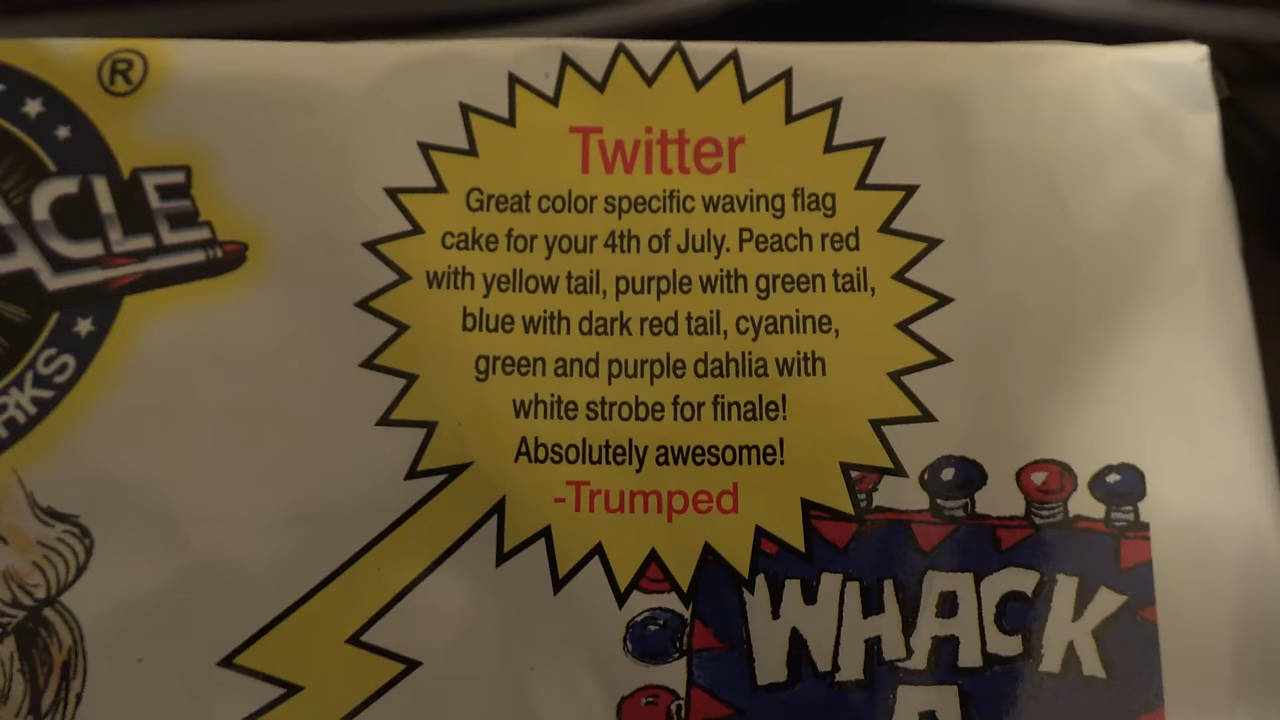 ®
ACLE
RKS
Twitter
Great color specific waving flag
cake for your 4th of July. Peach red
with yellow tail, purple with green tail,
blue with dark red tail, cyanine,
green and purple dahlia with
white strobe for finale!
Absolutely awesome!
-Trumped
WHACK
A